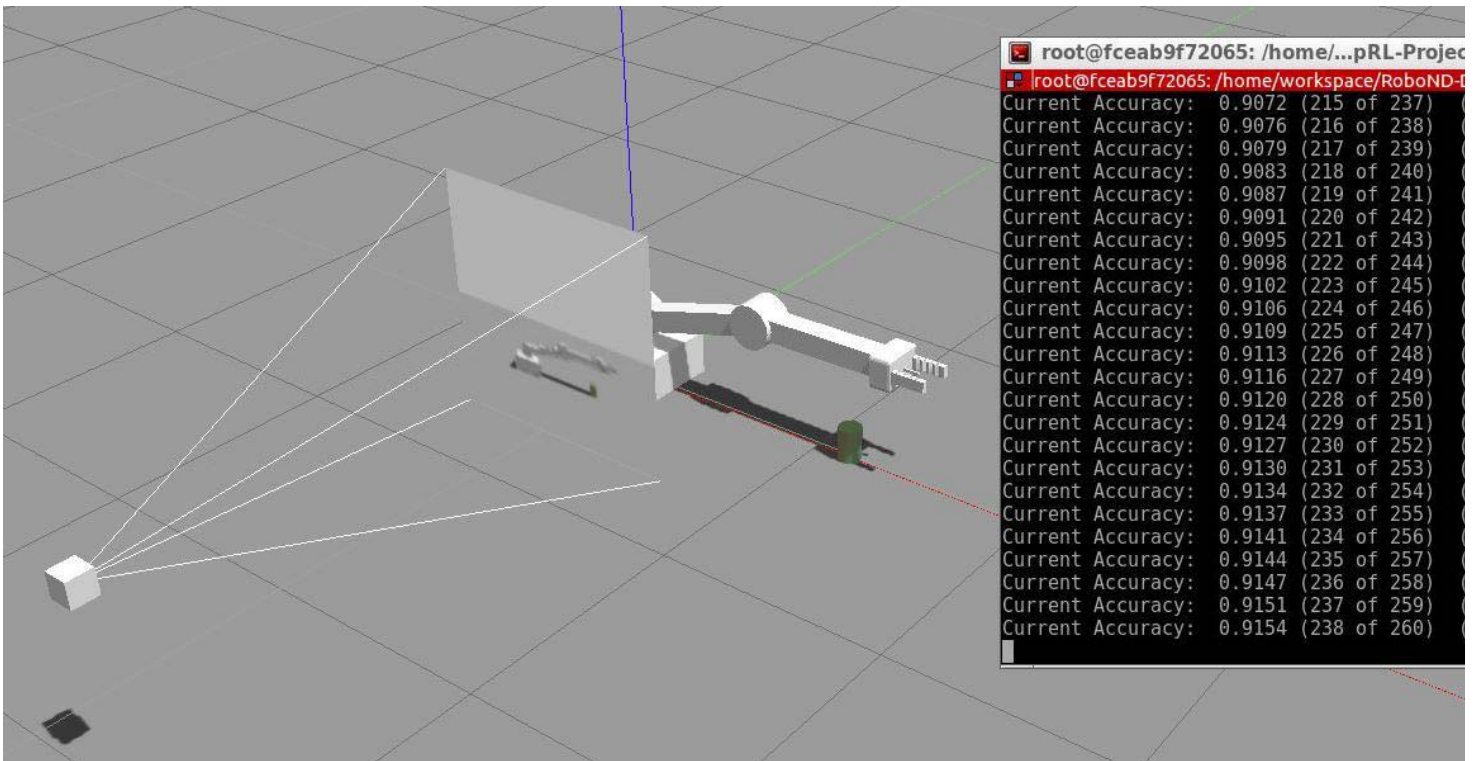 root@fceab9f72065: /home/...pRL-Projec
root@fceab9f72065: /home/workspace/RoboND-D
Current Accuracy: 0.9072 (215 of 237) (
Current Accuracy: 0.9076 (216 of 238) (
Current Accuracy: 0.9079 (217 of 239) (
Current Accuracy: 0.9083 (218 of 240) (
Current Accuracy: 0.9087 (219 of 241) (
Current Accuracy: 0.9091 (220 of 242) (
Current Accuracy: 0.9095 (221 of 243) (
Current Accuracy: 0.9098 (222 of 244) (
Current Accuracy: 0.9102 (223 of 245) (
Current Accuracy: 0.9106 (224 of 246) (
Current Accuracy: 0.9109 (225 of 247) (
Current Accuracy: 0.9113 (226 of 248) (
Current Accuracy: 0.9116 (227 of 249) (
Current Accuracy: 0.9120 (228 of 250) (
Current Accuracy: 0.9124 (229 of 251) (
Current Accuracy: 0.9127 (230 of 252) (
Current Accuracy: 0.9130 (231 of 253) (
Current Accuracy: 0.9134 (232 of 254) (
Current Accuracy: 0.9137 (233 of 255) (
Current Accuracy: 0.9141 (234 of 256) (
Current Accuracy: 0.9144 (235 of 257) (
Current Accuracy: 0.9147 (236 of 258) (
Current Accuracy: 0.9151 (237 of 259) (
Current Accuracy: 0.9154 (238 of 260) (